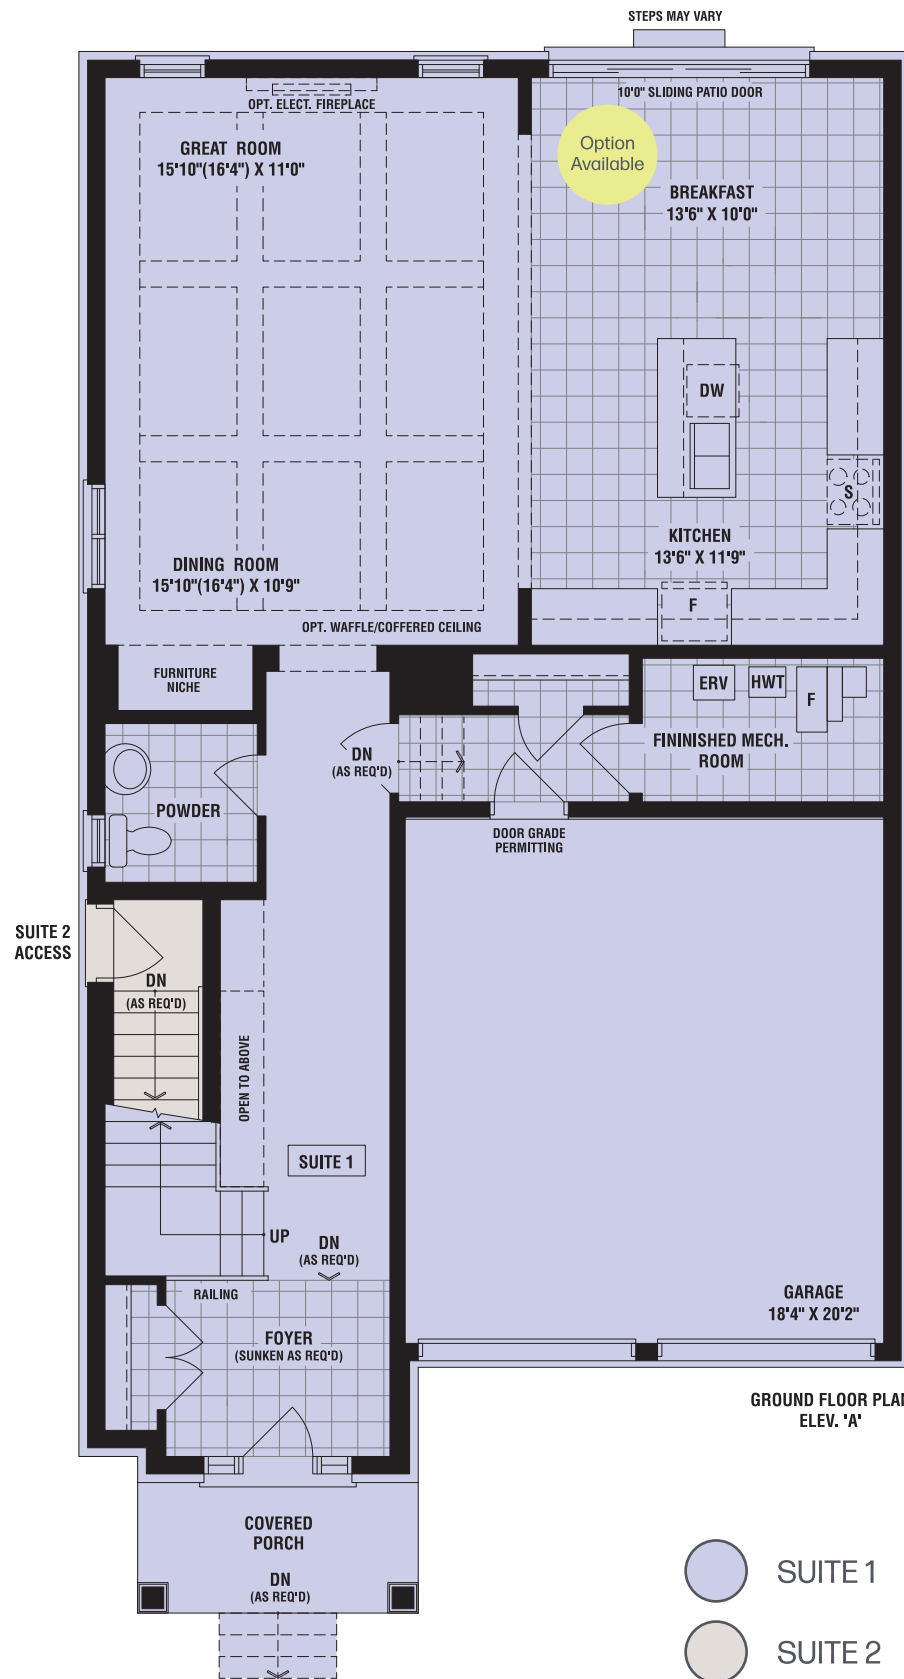 STEPS MAY VARY
OPT. ELECT. FIREPLACE
10'0" SLIDING PATIO DOOR
GREAT ROOM
15'10"(16'4") X 11'0"
Option
Available
BREAKFAST
13'6" X 10'0"
DW
S
KITCHEN
13'6" X 11'9"
F
DINING ROOM
15'10"(16'4") X 10'9"
OPT. WAFFLE/COFFERED CEILING
FURNITURE
NICHE
ERV
HWT
F
FININISHED MECH.
ROOM
DN
(AS REQ'D)
POWDER
DOOR GRADE
PERMITTING
SUITE 2
ACCESS
DN
(AS REQ'D)
OPEN TO ABOVE
SUITE 1
UP
DN
(AS REQ'D)
RAILING
FOYER
(SUNKEN AS REQ'D)
GARAGE
18'4" X 20'2"
GROUND FLOOR PLAN
ELEV. 'A'
COVERED
PORCH
DN
(AS REQ'D)
SUITE 1
SUITE 2